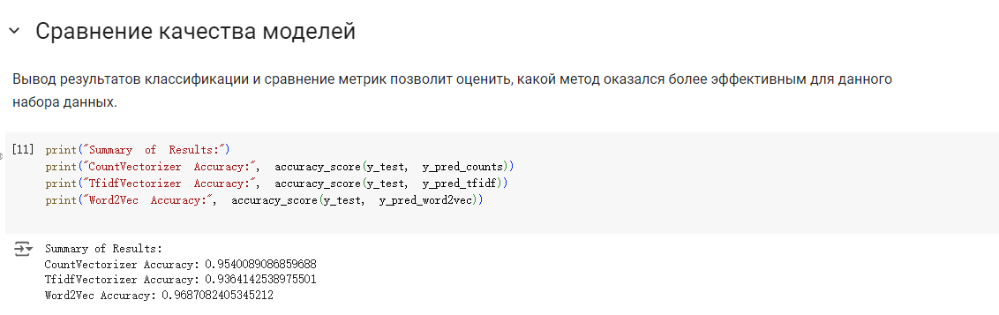 Сравнение качества моделей
Вывод результатов классификации и сравнение метрик позволит оценить, какой метод оказался более эффективным для данного
набора данных.
[11] print("Summary of Results:")
print("CountVectorizer Accuracy:", accuracy_score(y_test, y_pred_counts))
print("TfidfVectorizer Accuracy:", accuracy_score(y_test, y_pred_tfidf))
print("Word2Vec Accuracy:", accuracy_score(y_test, y_pred_word2vec))
Summary of Results:
CountVectorizer Accuracy: 0.9540089086859688
TfidfVectorizer Accuracy: 0.9364142538975501
Word2Vec Accuracy: 0.9687082405345212